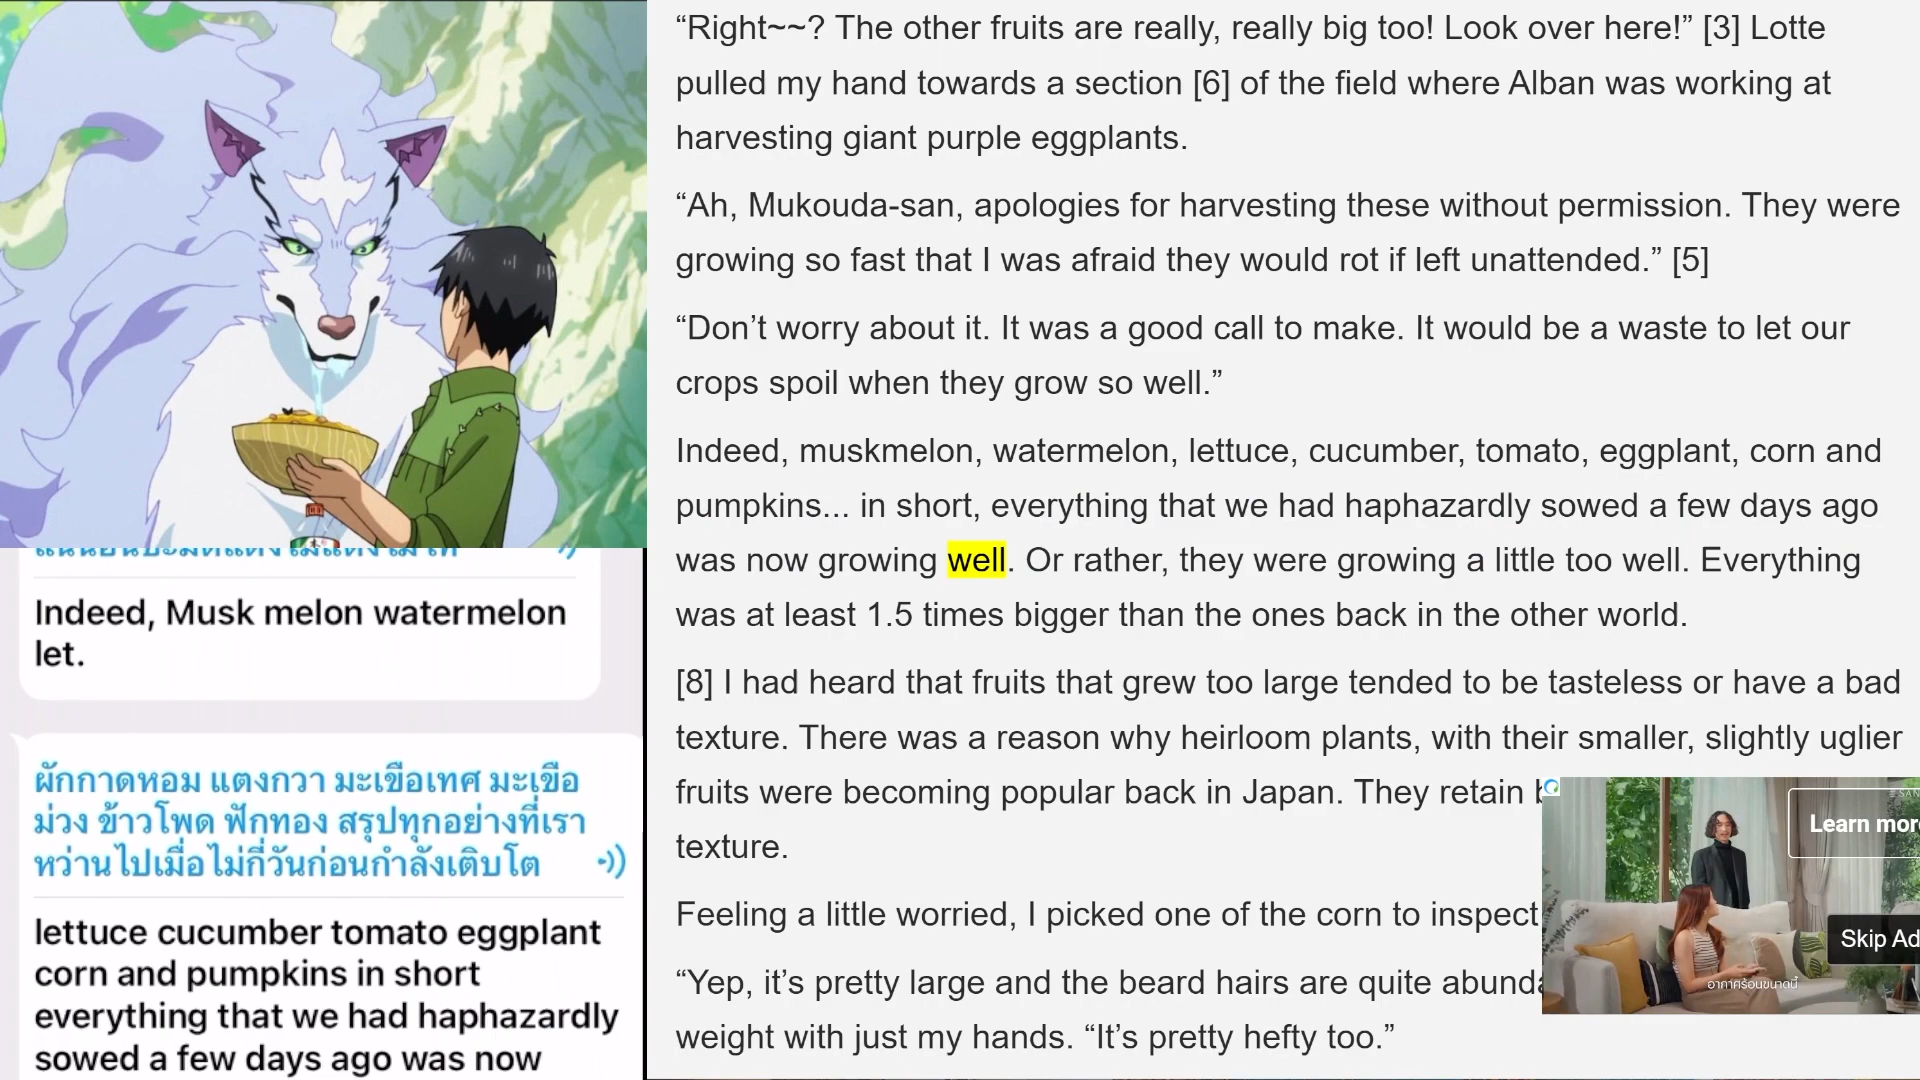 Indeed, Musk melon watermelon
let.
ผักกาดหอม แตงกวา มะเขือเทศ มะเขือ
ม่วง ข้าวโพด ฟักทอง สรุปทุกอย่างที่เรา
หว่านไปเมื่อไม่กี่วันก่อนกำลังเติบโต
lettuce cucumber tomato eggplant
corn and pumpkins in short
everything that we had haphazardly
sowed a few days ago was now
“Right~~? The other fruits are really, really big too! Look over here!” [3] Lotte
pulled my hand towards a section [6] of the field where Alban was working at
harvesting giant purple eggplants.
“Ah, Mukouda-san, apologies for harvesting these without permission. They were
growing so fast that I was afraid they would rot if left unattended.” [5]
“Don’t worry about it. It was a good call to make. It would be a waste to let our
crops spoil when they grow so well.”
Indeed, muskmelon, watermelon, lettuce, cucumber, tomato, eggplant, corn and
pumpkins... in short, everything that we had haphazardly sowed a few days ago
was now growing well. Or rather, they were growing a little too well. Everything
was at least 1.5 times bigger than the ones back in the other world.
[8] I had heard that fruits that grew too large tended to be tasteless or have a bad
texture. There was a reason why heirloom plants, with their smaller, slightly uglier
fruits were becoming popular back in Japan. They retain
texture.
Feeling a little worried, I picked one of the corn to inspect
“Yep, it’s pretty large and the beard hairs are quite abund
weight with just my hands. “It’s pretty hefty too.”
Learn mor
Skip Ad
อากาศร้อนขนาดนี้